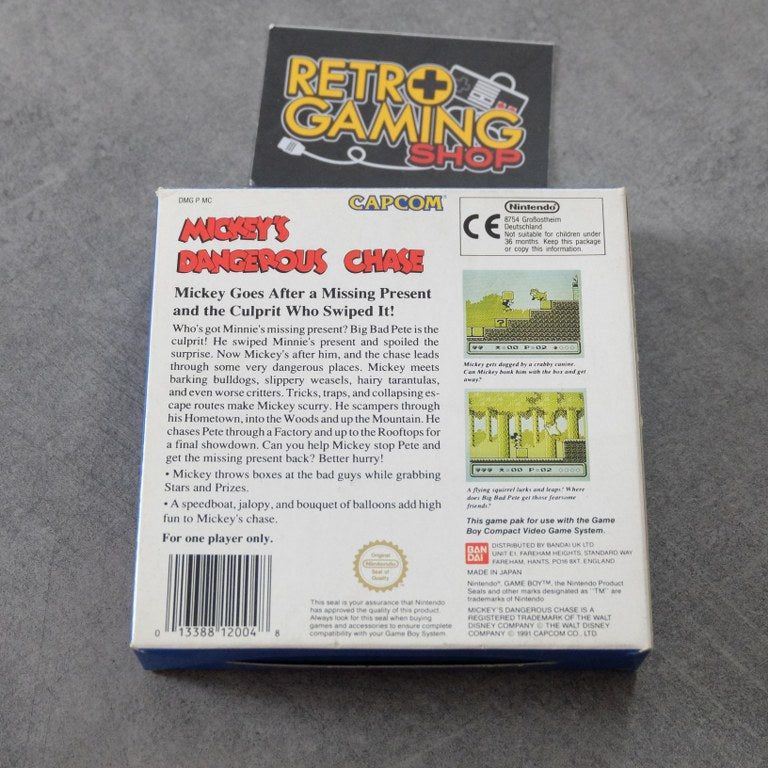 RETRO
GAMING
SHOP
DMG P MC
CAPCOM
MICKEY'S
DANGEROUS CHASE
Mickey Goes After a Missing Present
and the Culprit Who Swiped It!
Who's got Minnie's missing present? Big Bad Pete is the
culprit! He swiped Minnie's present and spoiled the
surprise. Now Mickey's after him, and the chase leads
through some very dangerous places. Mickey meets
barking bulldogs, slippery weasels, hairy tarantulas,
and even worse critters. Tricks, traps, and collapsing es-
cape routes make Mickey scurry. He scampers through
his Hometown, into the Woods and up the Mountain. He
chases Pete through a Factory and up to the Rooftops for
a final showdown. Can you help Mickey stop Pete and
get the missing present back? Better hurry!
• Mickey throws boxes at the bad guys while grabbing
Stars and Prizes.
• A speedboat, jalopy, and bouquet of balloons add high
fun to Mickey's chase.
For one player only.
0 13388 12004 8
Original
Nintendo
Seal of
Quality
This seal is your assurance that Nintendo
has approved the quality of this product.
Always look for this seal when buying
games and accessories to ensure complete
compatibility with your Game Boy System.
CE
Nintendo
8754 Großostheim
Deutschland
Not suitable for children under
36 months. Keep this package
or copy this information.
×00 P=02
Mickey gets dogged by a crabby canine.
Can Mickey bonk him with the box and get
away?
×00 P=02
A flying squirrel lurks and leaps! Where
does Big Bad Pete get those fearsome
friends?
This game pak for use with the Game
Boy Compact Video Game System.
BAN
DAI
DISTRIBUTED BY BANDAI UK LTD
UNIT E1, FAREHAM HEIGHTS, STANDARD WAY
FAREHAM, HANTS, PO16 8XT, ENGLAND
MADE IN JAPAN
Nintendo®, GAME BOY™, the Nintendo Product
Seals and other marks designated as "TM" are
trademarks of Nintendo
MICKEY'S DANGEROUS CHASE IS A
REGISTERED TRADEMARK OF THE WALT
DISNEY COMPANY © THE WALT DISNEY
COMPANY © 1991 CAPCOM CO. LTD.